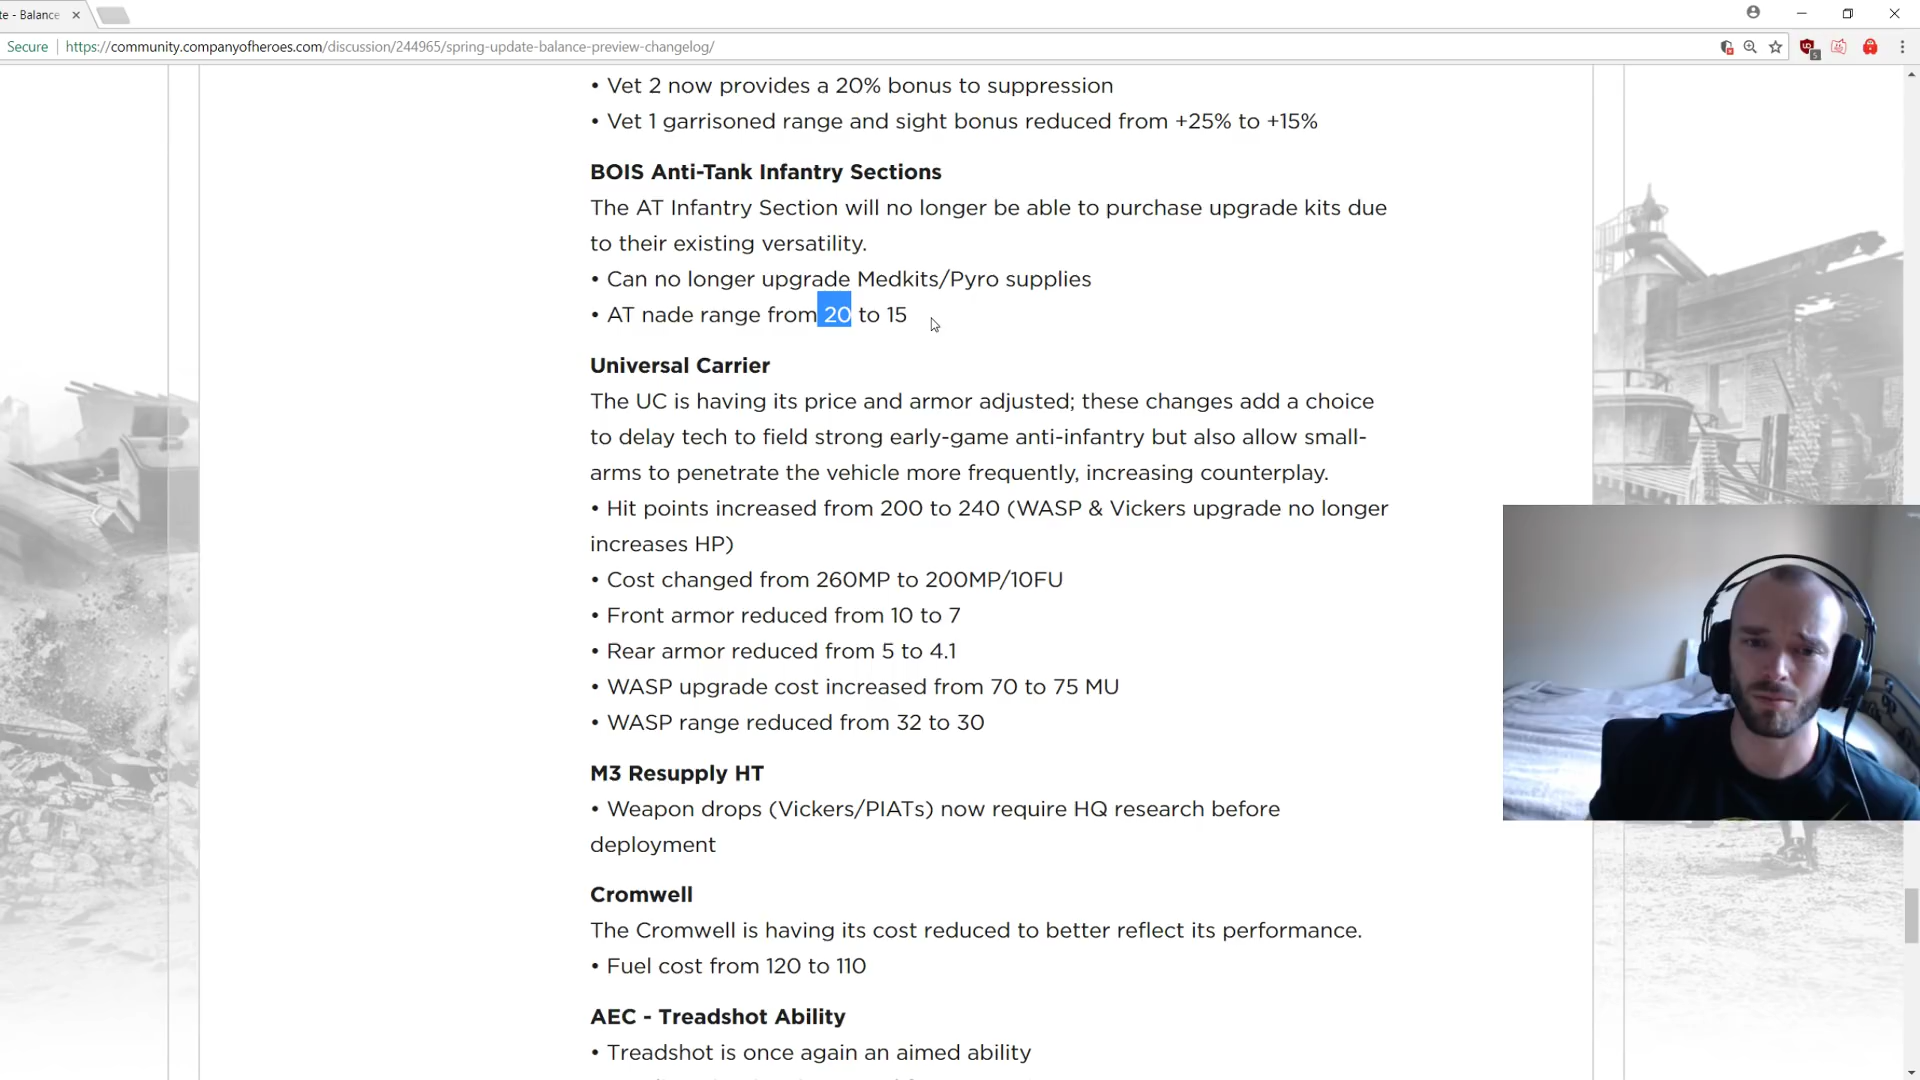 te - Balance
Secure
https://community.companyofheroes.com/discussion/244965/spring-update-balance-preview-changelog/
• Vet 2 now provides a 20% bonus to suppression
• Vet 1 garrisoned range and sight bonus reduced from +25% to +15%
BOIS Anti-Tank Infantry Sections
The AT Infantry Section will no longer be able to purchase upgrade kits due
to their existing versatility.
• Can no longer upgrade Medkits/Pyro supplies
• AT nade range from 20 to 15
Universal Carrier
The UC is having its price and armor adjusted; these changes add a choice
to delay tech to field strong early-game anti-infantry but also allow small-
arms to penetrate the vehicle more frequently, increasing counterplay.
• Hit points increased from 200 to 240 (WASP & Vickers upgrade no longer
increases HP)
• Cost changed from 260MP to 200MP/10FU
• Front armor reduced from 10 to 7
• Rear armor reduced from 5 to 4.1
• WASP upgrade cost increased from 70 to 75 MU
• WASP range reduced from 32 to 30
M3 Resupply HT
• Weapon drops (Vickers/PIATs) now require HQ research before
deployment
Cromwell
The Cromwell is having its cost reduced to better reflect its performance.
• Fuel cost from 120 to 110
AEC - Treadshot Ability
• Treadshot is once again an aimed ability